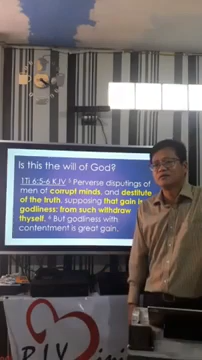 Is this the will of God?
1Ti 6:5-6 KJV 5 Perverse disputings of
men of corrupt minds, and destitute
of the truth, supposing that gain is
godliness: from such withdraw
thyself. 6 But godliness with
contentment is great gain.